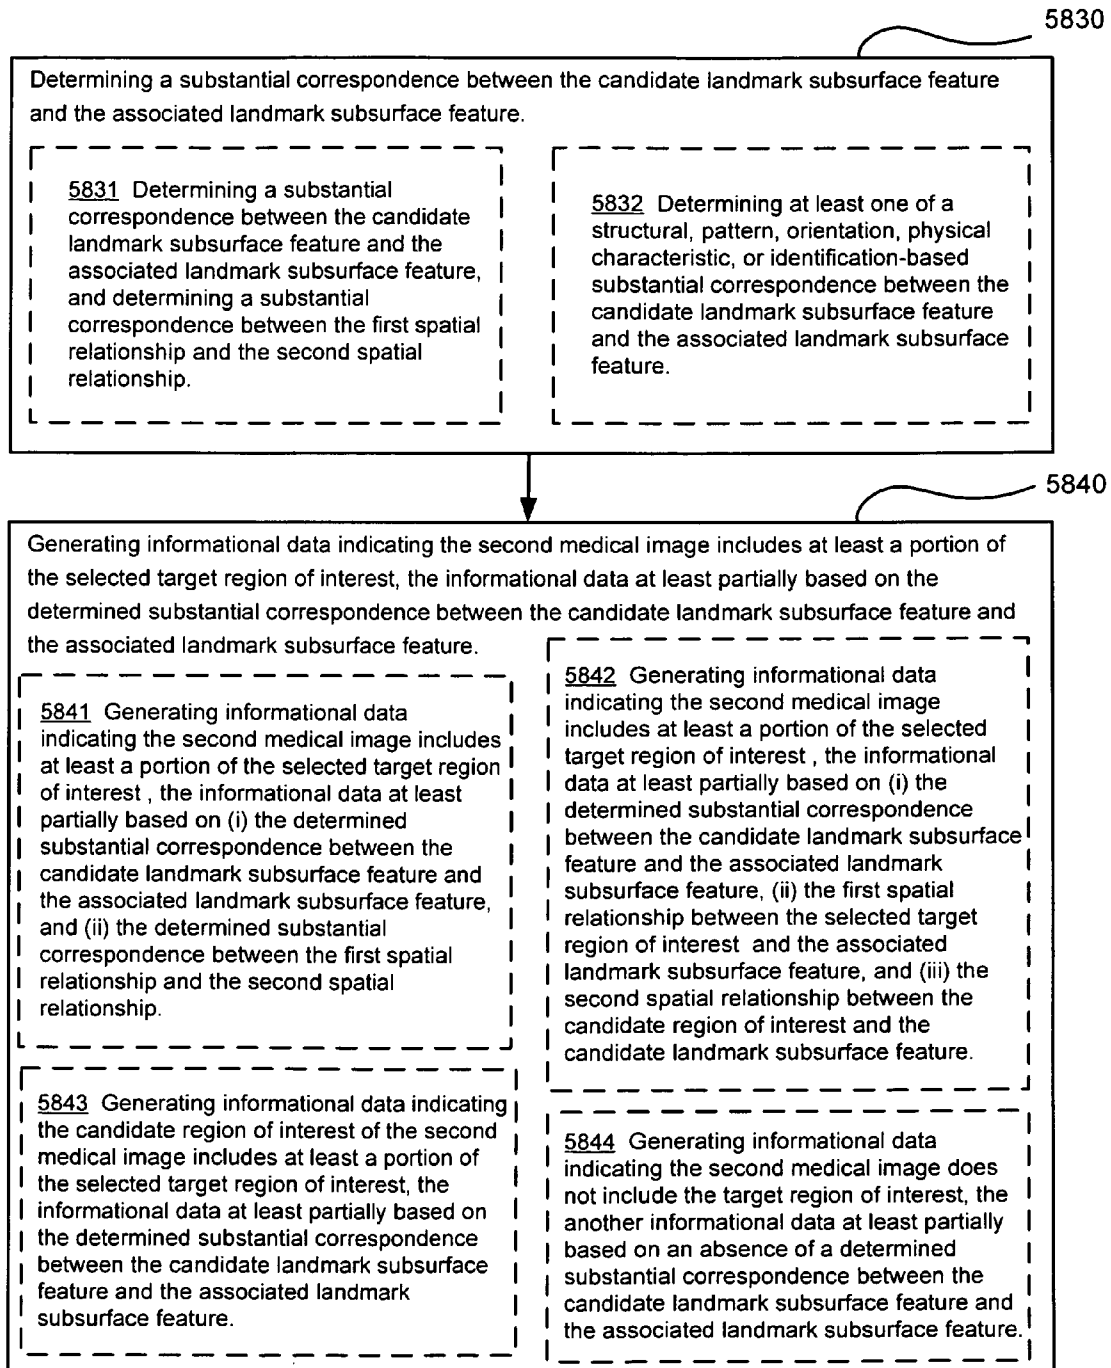 5830
Determining a substantial correspondence between the candidate landmark subsurface feature
and the associated landmark subsurface feature.
5831 Determining a substantial
correspondence between the candidate
landmark subsurface feature and the
associated landmark subsurface feature,
and determining a substantial
correspondence between the first spatial
relationship and the second spatial
relationship.
5832 Determining at least one of a
structural, pattern, orientation, physical
characteristic, or identification-based
substantial correspondence between the
candidate landmark subsurface feature
and the associated landmark subsurface
feature.
5840
Generating informational data indicating the second medical image includes at least a portion of
the selected target region of interest, the informational data at least partially based on the
determined substantial correspondence between the candidate landmark subsurface feature and
the associated landmark subsurface feature.
5841 Generating informational data
indicating the second medical image includes
at least a portion of the selected target region
of interest , the informational data at least
partially based on (i) the determined
substantial correspondence between the
candidate landmark subsurface feature and
the associated landmark subsurface feature,
and (ii) the determined substantial
correspondence between the first spatial
relationship and the second spatial
relationship.
5842 Generating informational data
indicating the second medical image
includes at least a portion of the selected
target region of interest , the informational
data at least partially based on (i) the
determined substantial correspondence
between the candidate landmark subsurface
feature and the associated landmark
subsurface feature, (ii) the first spatial
relationship between the selected target
region of interest and the associated
landmark subsurface feature, and (iii) the
second spatial relationship between the
candidate region of interest and the
candidate landmark subsurface feature.
5843 Generating informational data indicating
the candidate region of interest of the second
medical image includes at least a portion of
the selected target region of interest, the
informational data at least partially based on
the determined substantial correspondence
between the candidate landmark subsurface
feature and the associated landmark
subsurface feature.
5844 Generating informational data
indicating the second medical image does
not include the target region of interest, the
another informational data at least partially
based on an absence of a determined
substantial correspondence between the
candidate landmark subsurface feature and
the associated landmark subsurface feature.